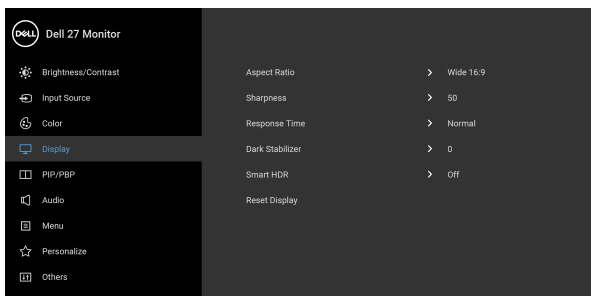 DELL Dell 27 Monitor
Brightness/Contrast
Input Source
Color
Display
PIP/PBP
Audio
Menu
Personalize
Others
Aspect Ratio > Wide 16:9
Sharpness > 50
Response Time > Normal
Dark Stabilizer > 0
Smart HDR > Off
Reset Display